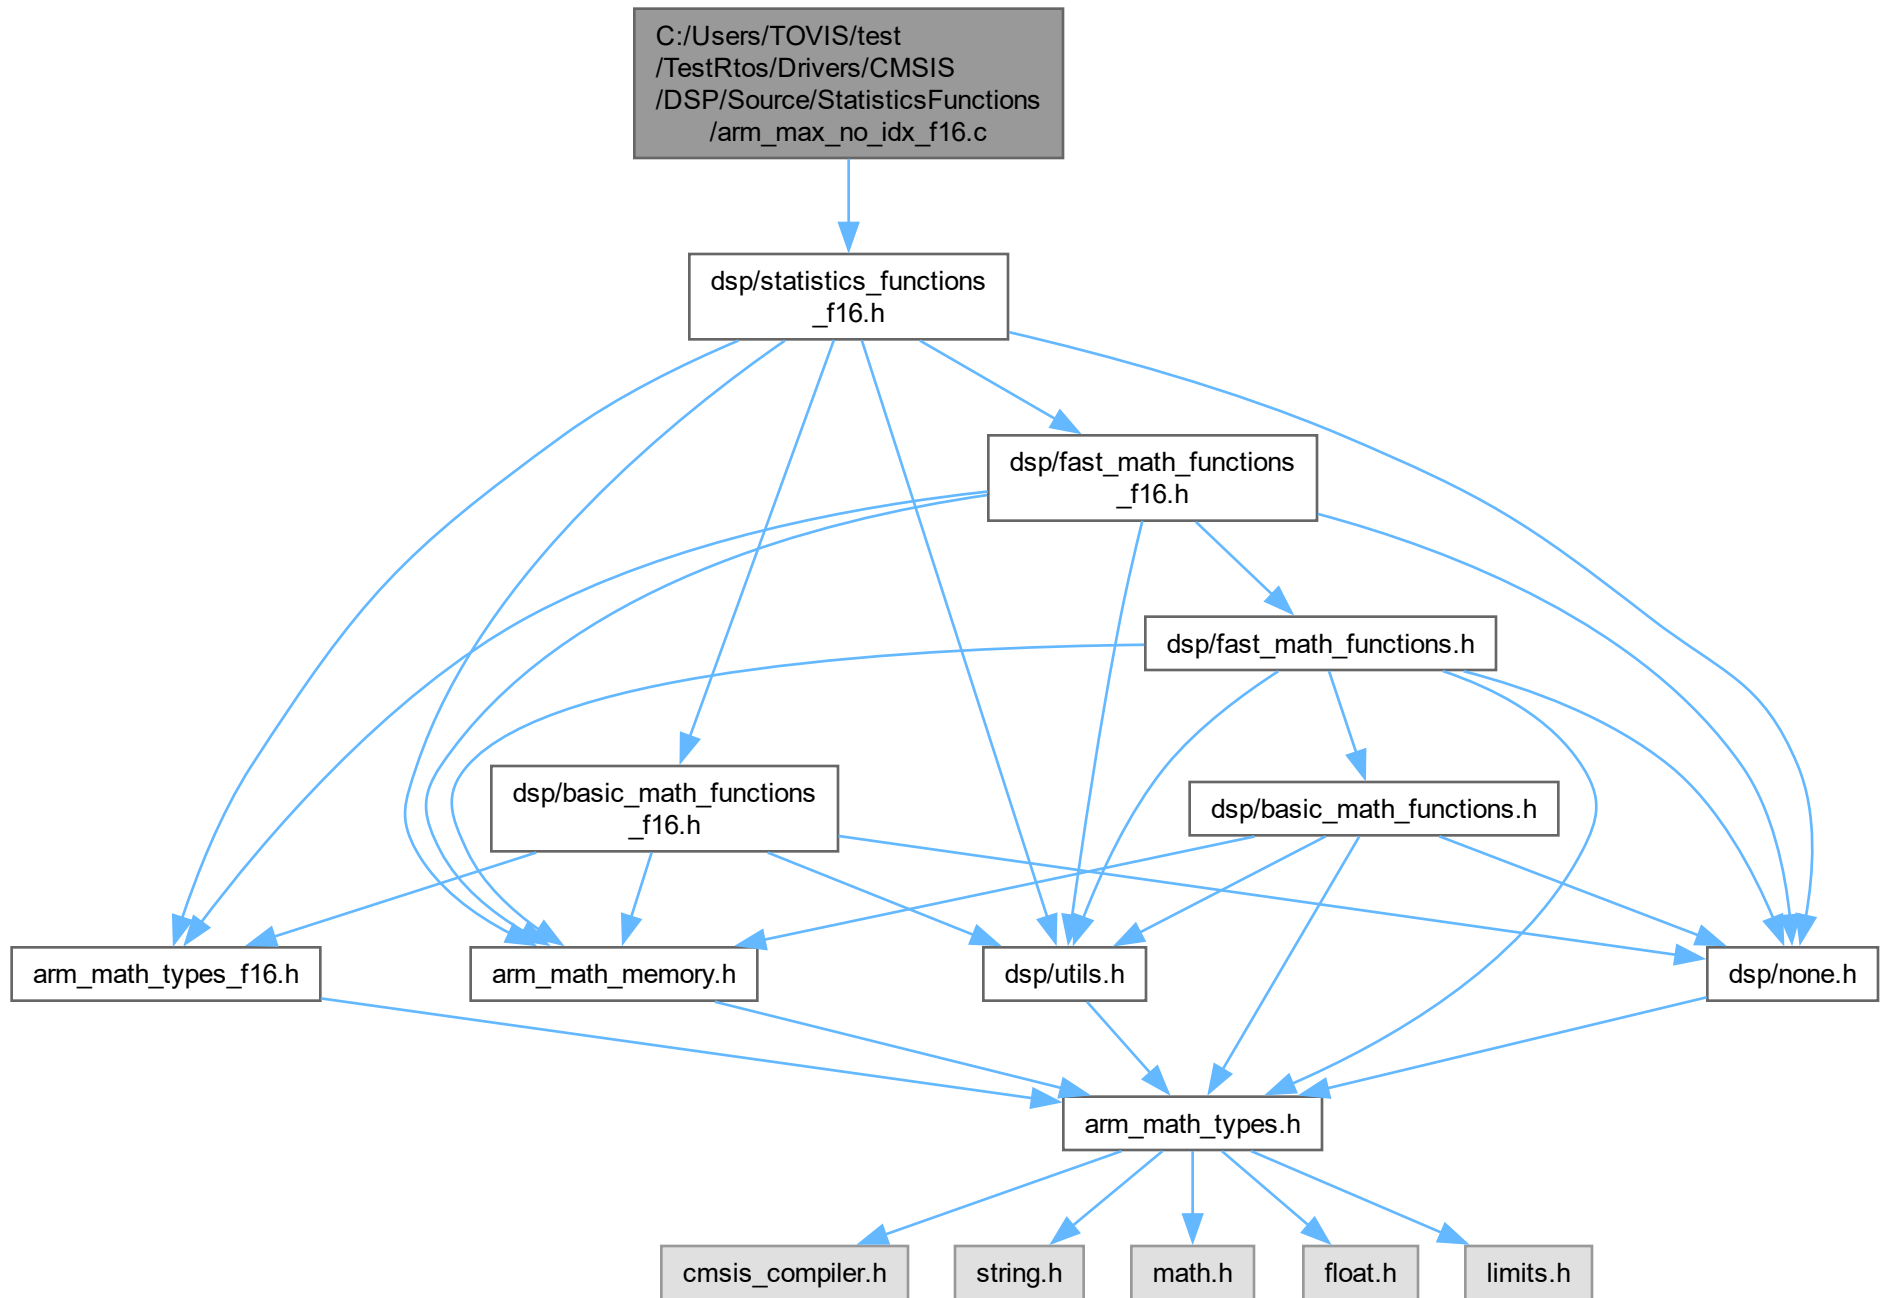 C:/Users/TOVIS/test
/TestRtos/Drivers/CMSIS
/DSP/Source/StatisticsFunctions
/arm_max_no_idx_f16.c
dsp/statistics_functions
_f16.h
dsp/fast_math_functions
_f16.h
dsp/fast_math_functions.h
dsp/basic_math_functions
_f16.h
dsp/basic_math_functions.h
arm_math_types_f16.h
arm_math_memory.h
dsp/utils.h
dsp/none.h
arm_math_types.h
cmsis_compiler.h
string.h
math.h
float.h
limits.h